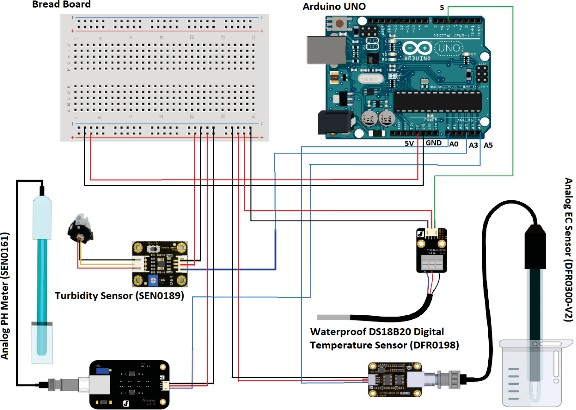 Bread Board
Arduino UNO
5
UNO
5V
GND
A0
A3
A5
Analog PH Meter (SEN0161)
Turbidity Sensor (SEN0189)
Waterproof DS18B20 Digital
Temperature Sensor (DFR0198)
Analog EC Sensor (DFR0300-V2)